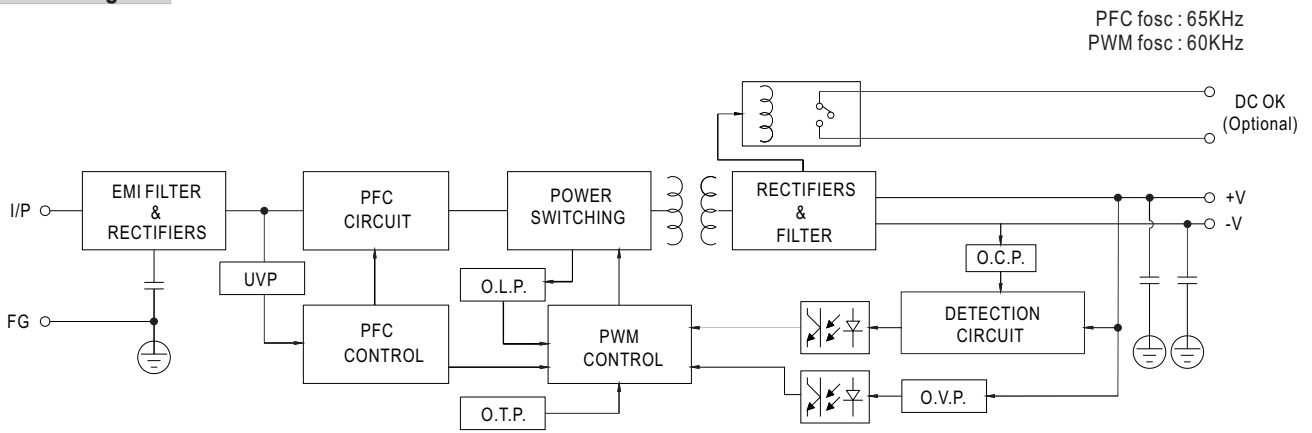 PFC fosc : 65KHz
PWM fosc : 60KHz
DC OK
(Optional)
I/P
EMI FILTER
&
RECTIFIERS
PFC
CIRCUIT
POWER
SWITCHING
RECTIFIERS
&
FILTER
+V
-V
UVP
O.L.P.
O.C.P.
FG
PFC
CONTROL
PWM
CONTROL
DETECTION
CIRCUIT
O.T.P.
O.V.P.